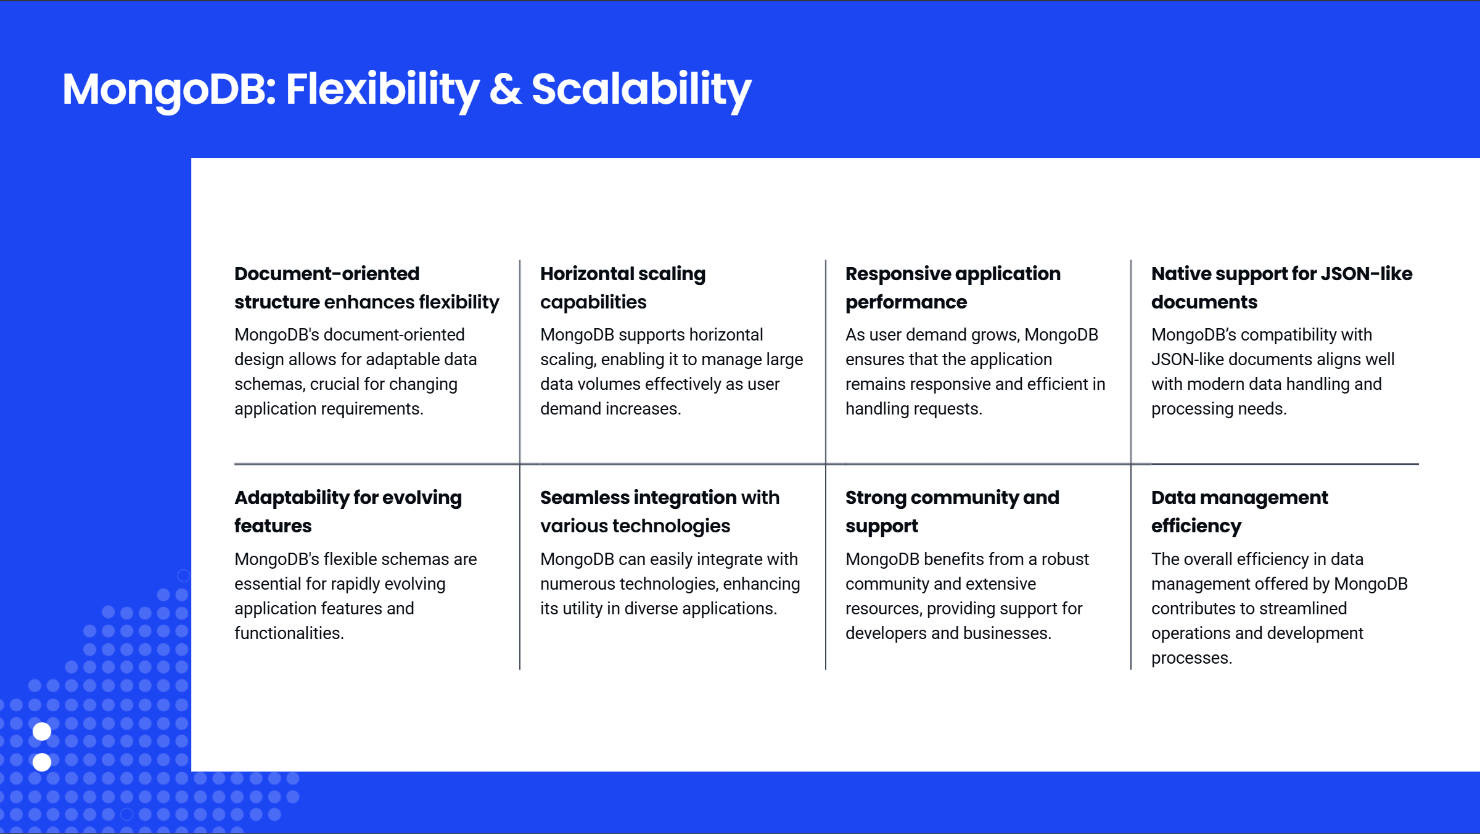 MongoDB: Flexibility & Scalability
Document-oriented
structure enhances flexibility
MongoDB's document-oriented
design allows for adaptable data
schemas, crucial for changing
application requirements.
Horizontal scaling
capabilities
MongoDB supports horizontal
scaling, enabling it to manage large
data volumes effectively as user
demand increases.
Responsive application
performance
As user demand grows, MongoDB
ensures that the application
remains responsive and efficient in
handling requests.
Native support for JSON-like
documents
MongoDB’s compatibility with
JSON-like documents aligns well
with modern data handling and
processing needs.
Adaptability for evolving
features
MongoDB's flexible schemas are
essential for rapidly evolving
application features and
functionalities.
Seamless integration with
various technologies
MongoDB can easily integrate with
numerous technologies, enhancing
its utility in diverse applications.
Strong community and
support
MongoDB benefits from a robust
community and extensive
resources, providing support for
developers and businesses.
Data management
efficiency
The overall efficiency in data
management offered by MongoDB
contributes to streamlined
operations and development
processes.